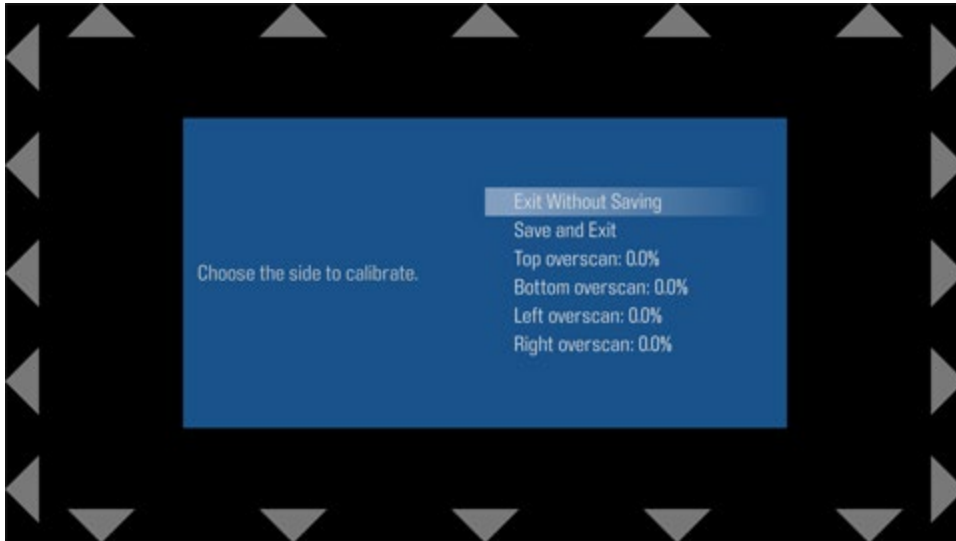 Choose the side to calibrate.
Exit Without Saving
Save and Exit
Top overscan: 0.0%
Bottom overscan: 0.0%
Left overscan: 0.0%
Right overscan: 0.0%